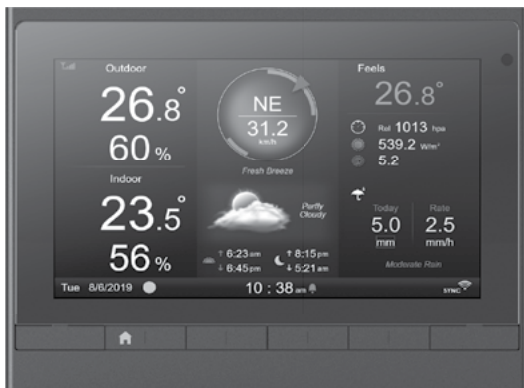 Outdoor
26.8°
60 %
Indoor
23.5°
56 %
NE
31.2
km/h
Fresh Breeze
Partly
Cloudy
↑ 6:23 am
↓ 6:45 pm
↑ 8:15 pm
↓ 5:21 am
Feels
26.8°
Rel 1013 hpa
539.2 W/m²
5.2
Today
5.0
mm
Rate
2.5
mm/h
Moderate Rain
Tue 8/6/2019
10 : 38 am
SYNC